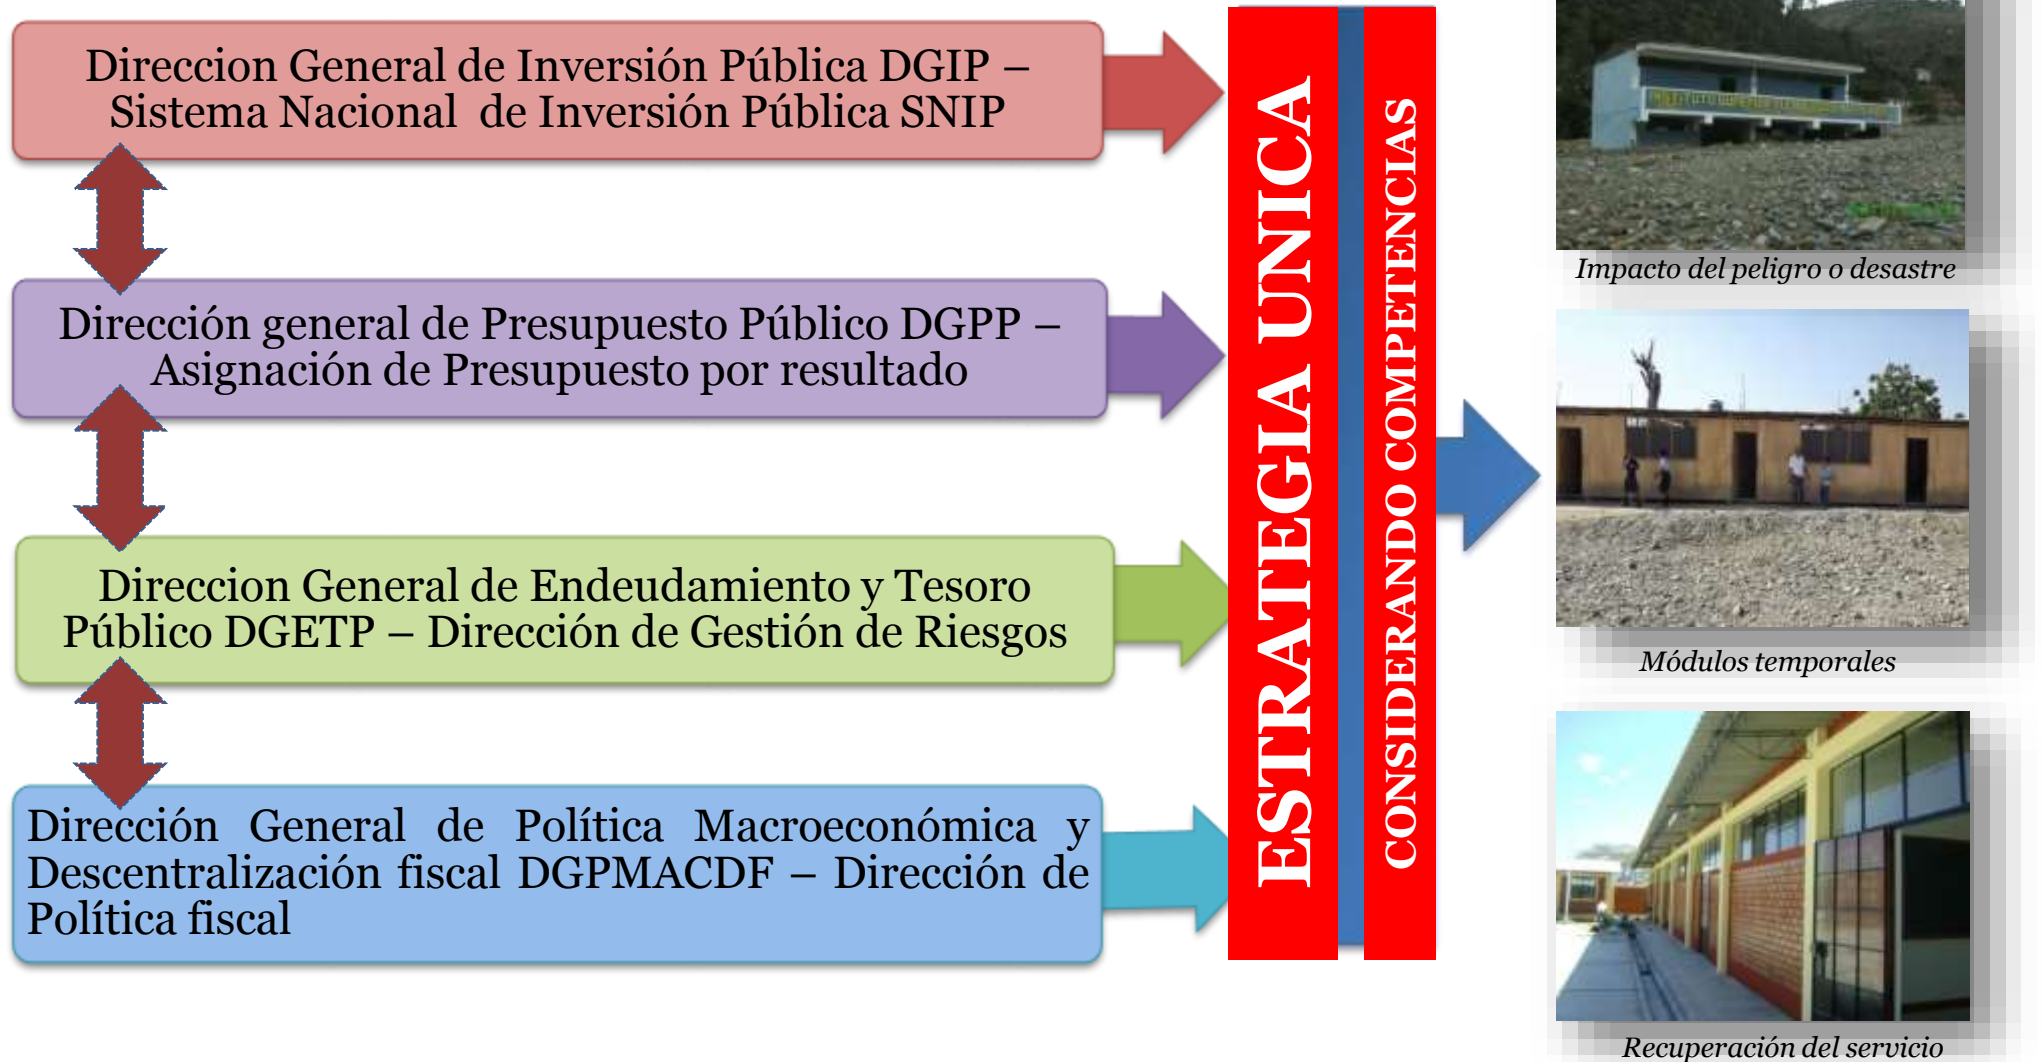 Direccion General de Inversión Pública DGIP –
Sistema Nacional de Inversión Pública SNIP
Dirección general de Presupuesto Público DGPP –
Asignación de Presupuesto por resultado
Direccion General de Endeudamiento y Tesoro
Público DGETP – Dirección de Gestión de Riesgos
Dirección General de Política Macroeconómica y
Descentralización fiscal DGPMACDF – Dirección de
Política fiscal
ESTRATEGIA UNICA
CONSIDERANDO COMPETENCIAS
Impacto del peligro o desastre
Módulos temporales
Recuperación del servicio